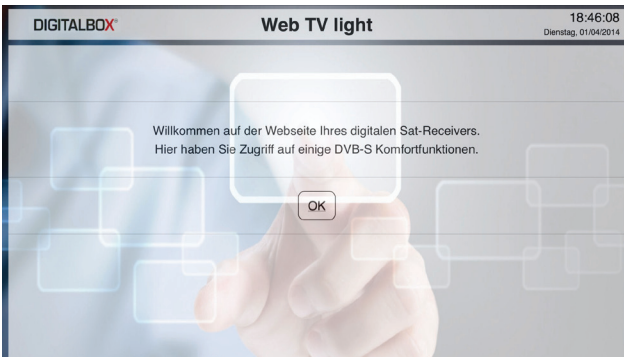 DIGITALBOX®
Web TV light
18:46:08
Dienstag, 01/04/2014
Willkommen auf der Webseite Ihres digitalen Sat-Receivers.
Hier haben Sie Zugriff auf einige DVB-S Komfortfunktionen.
OK